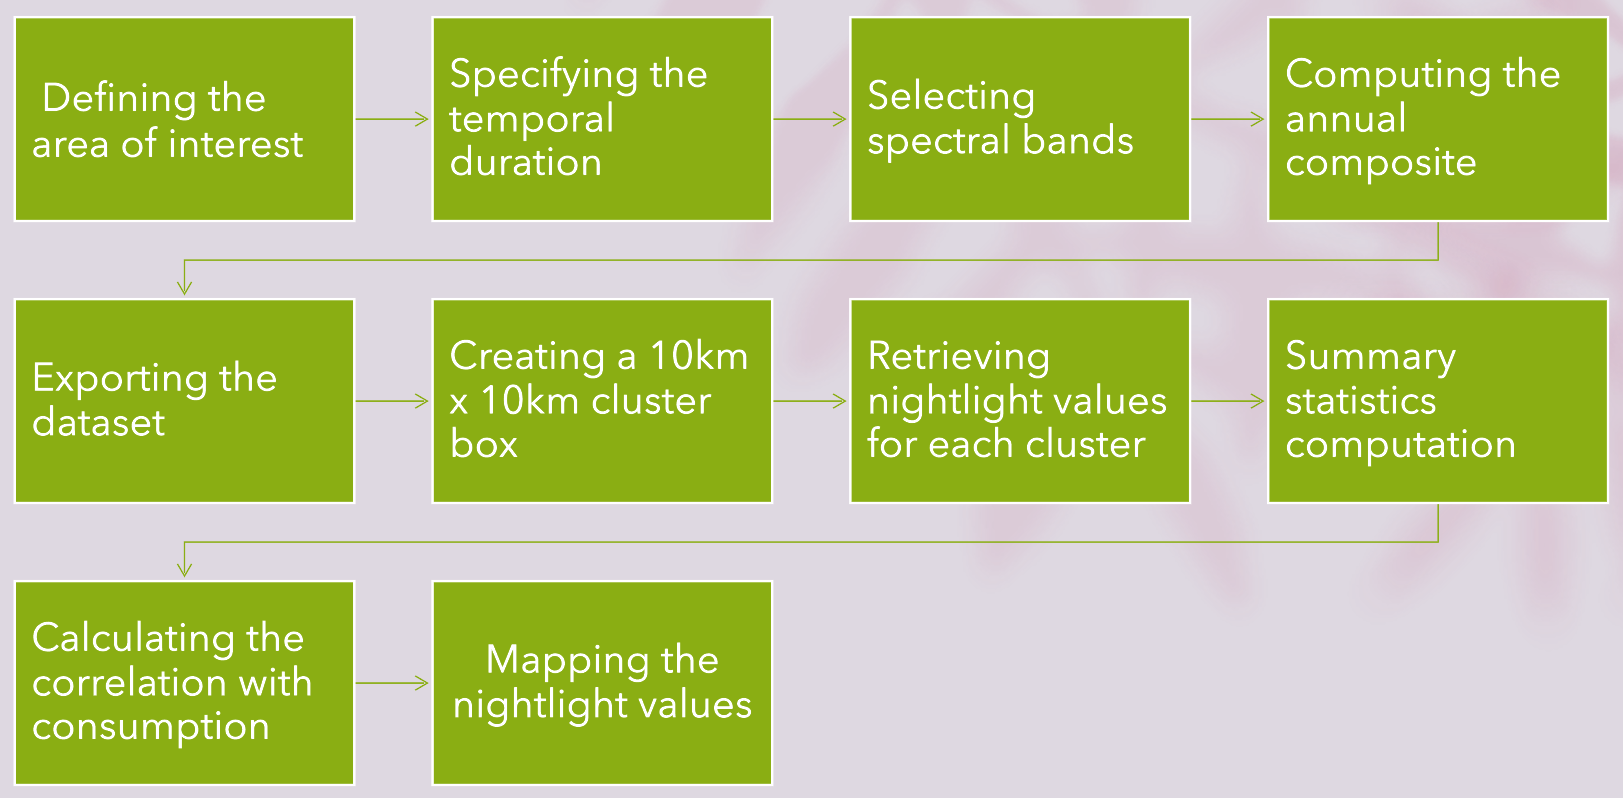 Defining the
area of interest
Specifying the
temporal
duration
Selecting
spectral bands
Computing the
annual
composite
Exporting the
dataset
Creating a 10km
x 10km cluster
box
Retrieving
nightlight values
for each cluster
Summary
statistics
computation
Calculating the
correlation with
consumption
Mapping the
nightlight values